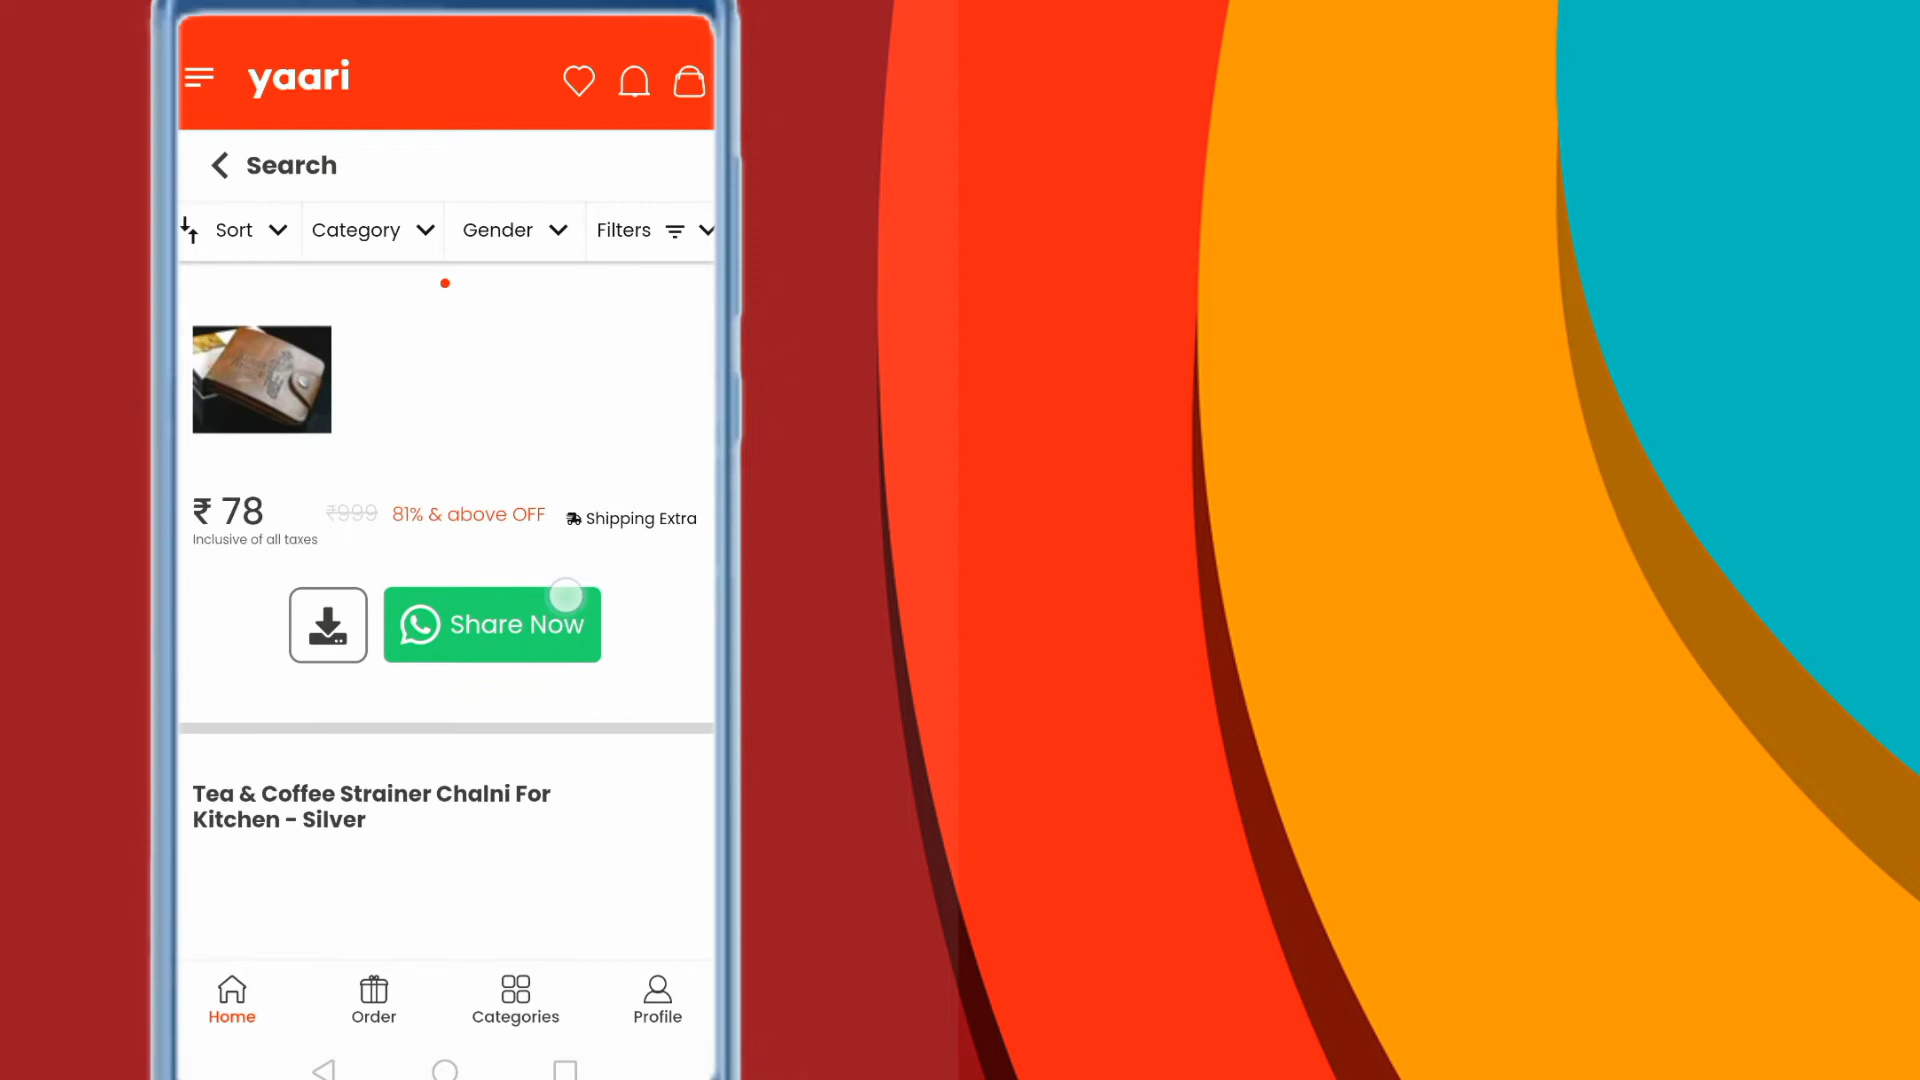 yaari
Search
Sort Category Gender Filters
₹ 78 ₹999 81% & above OFF Shipping Extra
Inclusive of all taxes
Share Now
Tea & Coffee Strainer Chalni For
Kitchen - Silver
Home Order Categories Profile